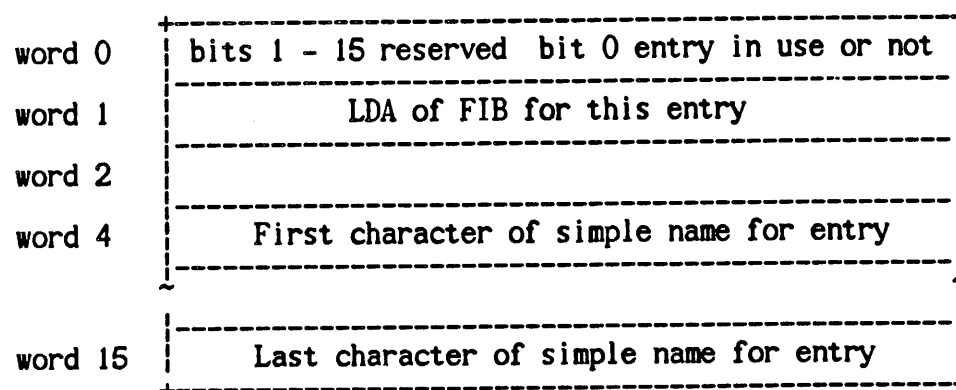 word 0 bits 1 - 15 reserved bit 0 entry in use or not
word 1 LDA of FIB for this entry
word 2
word 4 First character of simple name for entry
word 15 Last character of simple name for entry